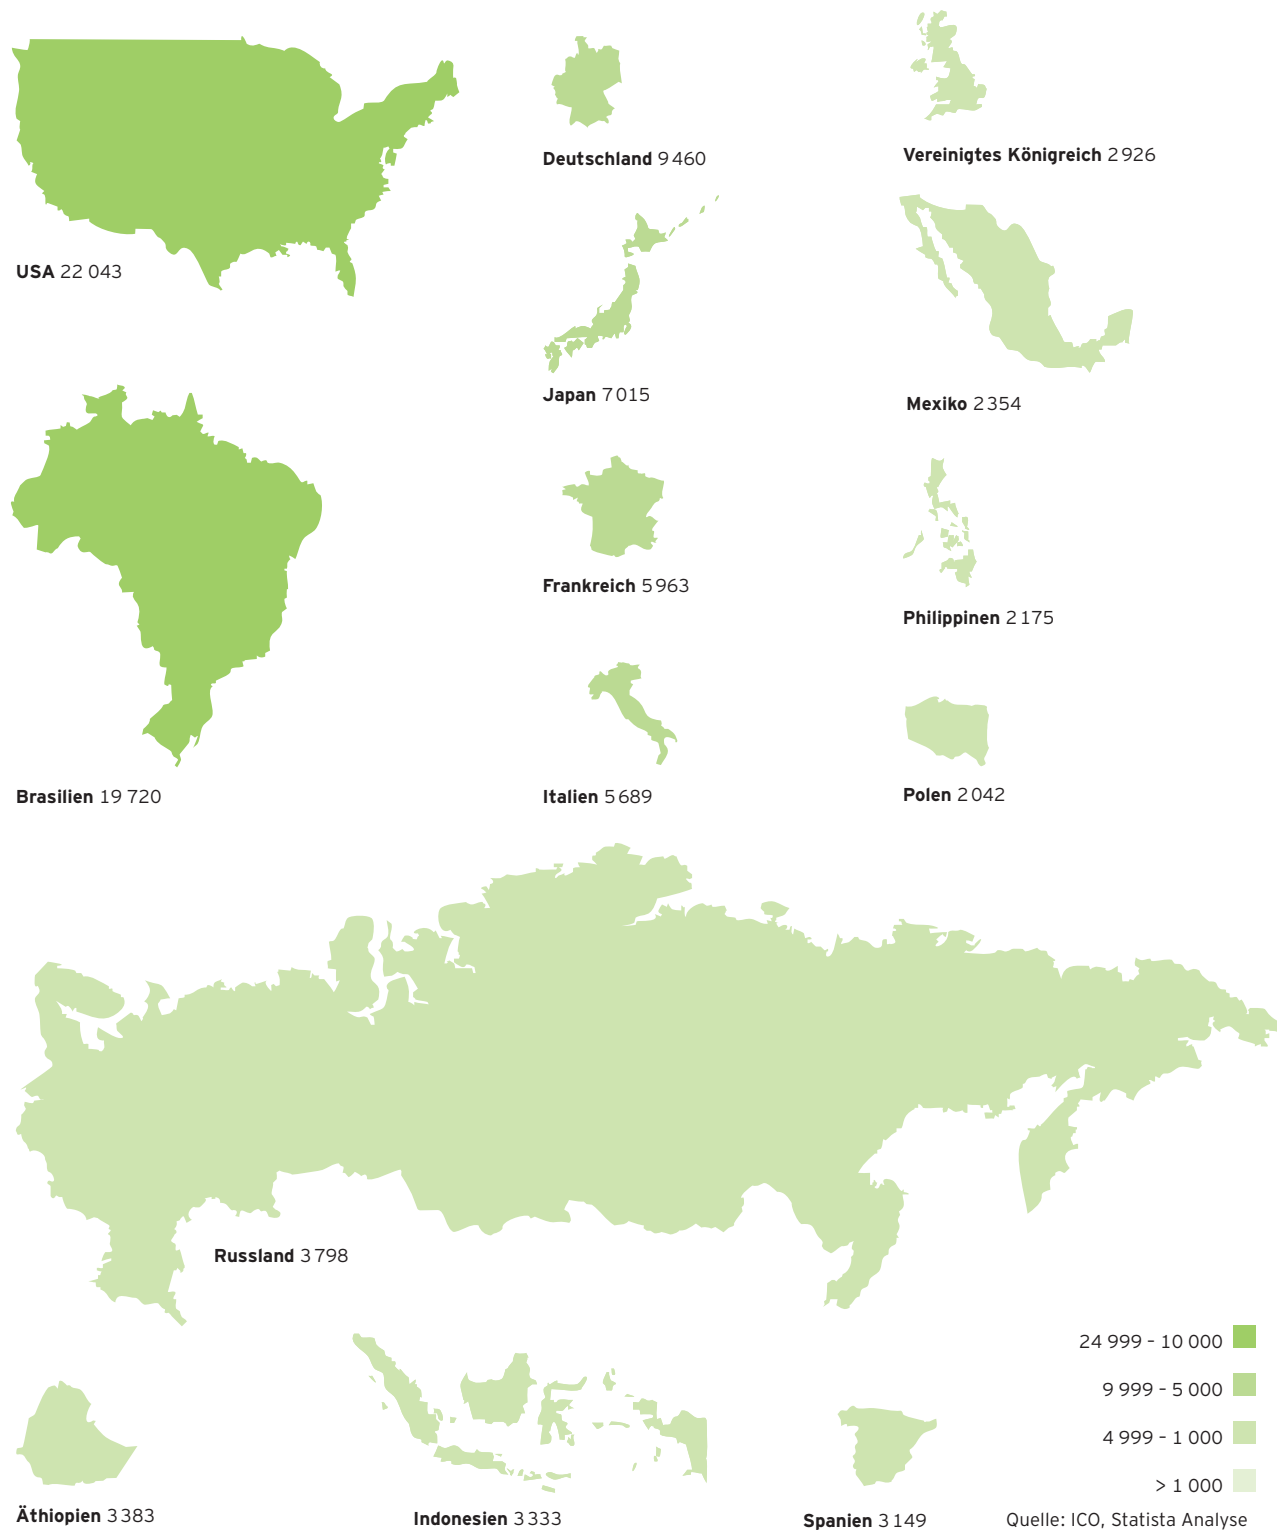 USA 22 043
Deutschland 9 460
Vereinigtes Königreich 2 926
Japan 7 015
Mexiko 2 354
Frankreich 5 963
Philippinen 2 175
Brasilien 19 720
Italien 5 689
Polen 2 042
Russland 3 798
Äthiopien 3 383
Indonesien 3 333
Spanien 3 149
24 999 - 10 000
9 999 - 5 000
4 999 - 1 000
> 1 000
Quelle: ICO, Statista Analyse